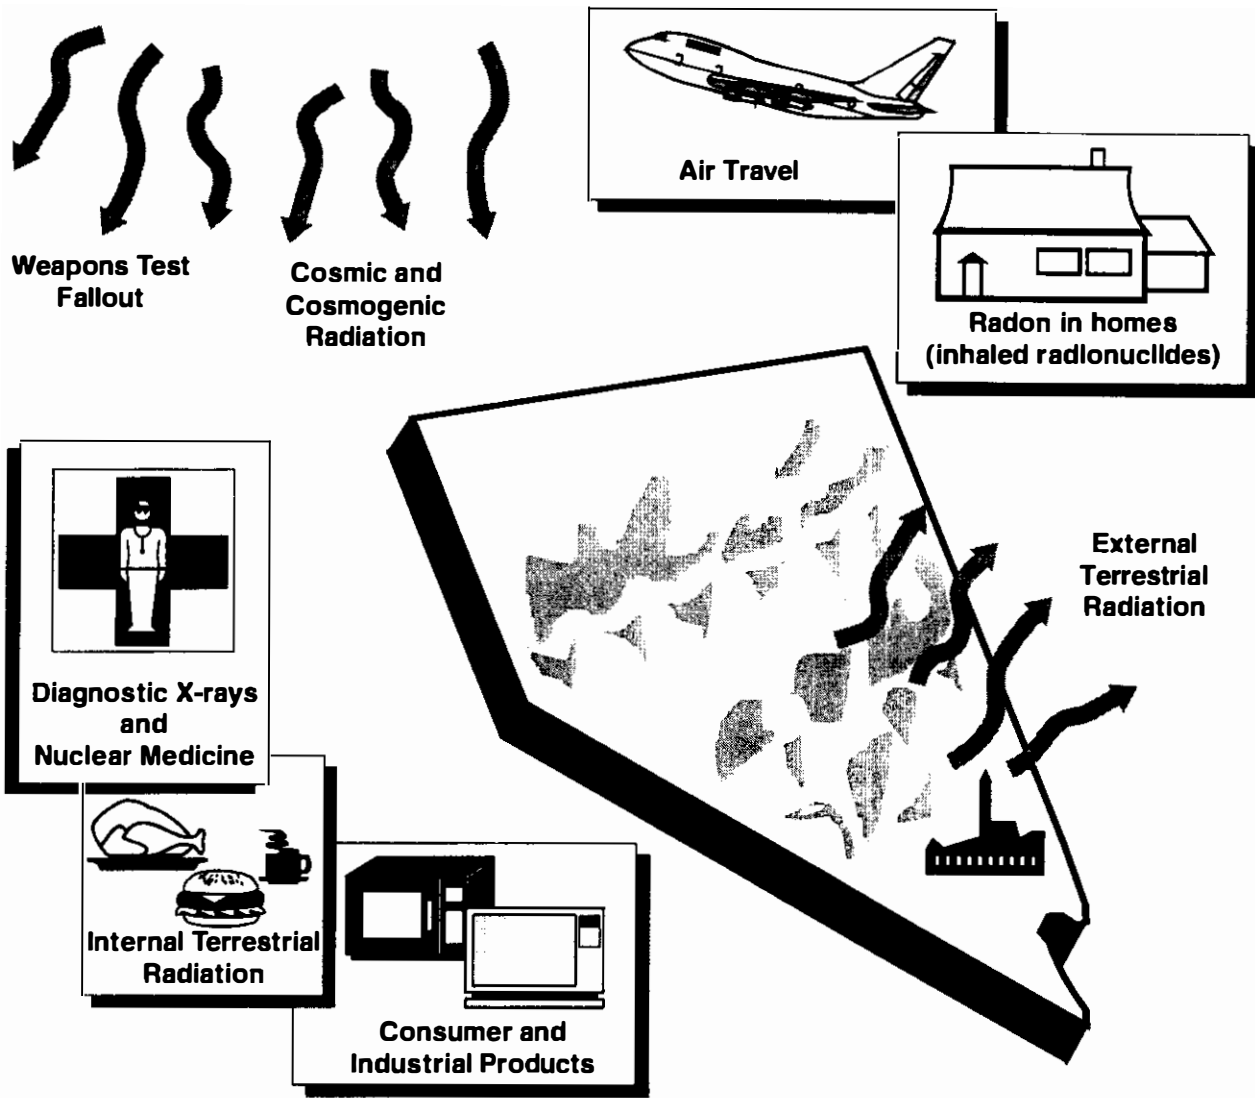 Air Travel
Weapons Test
Fallout
Cosmic and
Cosmogenic
Radiation
Radon in homes
(inhaled radionuclides)
External
Terrestrial
Radiation
Diagnostic X-rays
and
Nuclear Medicine
Internal Terrestrial
Radiation
Consumer and
Industrial Products